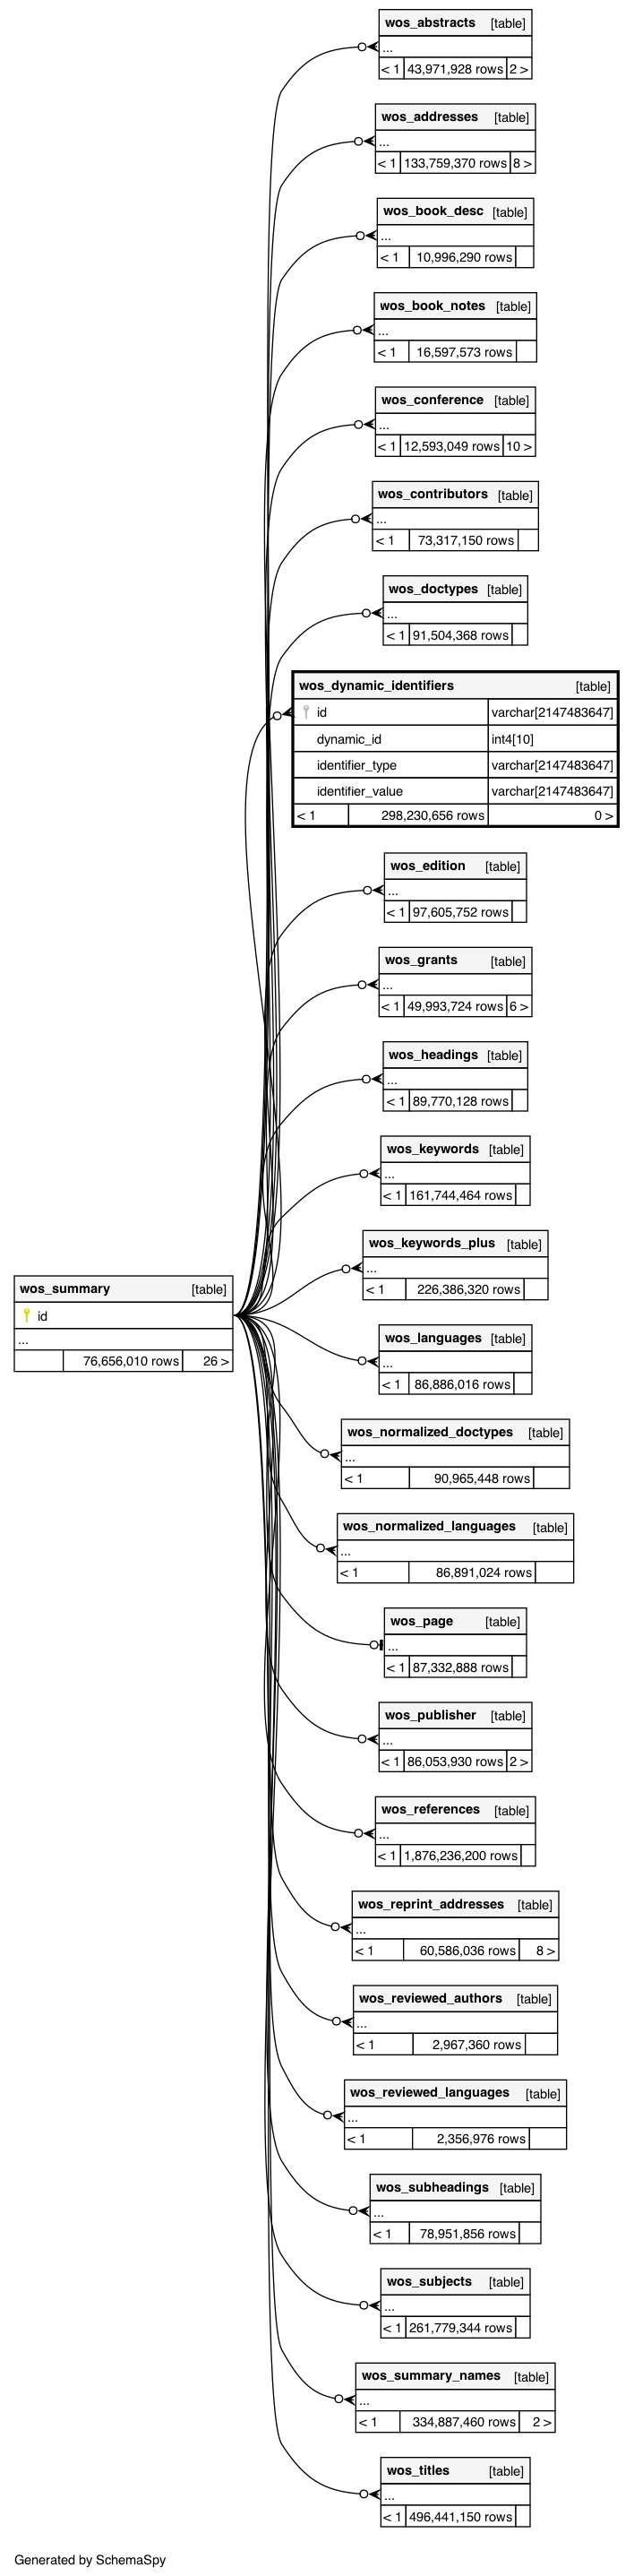 wos_abstracts [table]
...
< 1 43,971,928 rows 2 >
wos_addresses [table]
...
< 1 133,759,370 rows 8 >
wos_book_desc [table]
...
< 1 10,996,290 rows
wos_book_notes [table]
...
< 1 16,597,573 rows
wos_conference [table]
...
< 1 12,593,049 rows 10 >
wos_contributors [table]
...
< 1 73,317,150 rows
wos_doctypes [table]
...
< 1 91,504,368 rows
wos_dynamic_identifiers [table]
id varchar[2147483647]
dynamic_id int4[10]
identifier_type varchar[2147483647]
identifier_value varchar[2147483647]
< 1 298,230,656 rows 0 >
wos_edition [table]
...
< 1 97,605,752 rows
wos_grants [table]
...
< 1 49,993,724 rows 6 >
wos_headings [table]
...
< 1 89,770,128 rows
wos_keywords [table]
...
< 1 161,744,464 rows
wos_keywords_plus [table]
...
< 1 226,386,320 rows
wos_summary [table]
id
...
76,656,010 rows 26 >
wos_languages [table]
...
< 1 86,886,016 rows
wos_normalized_doctypes [table]
...
< 1 90,965,448 rows
wos_normalized_languages [table]
...
< 1 86,891,024 rows
wos_page [table]
...
< 1 87,332,888 rows
wos_publisher [table]
...
< 1 86,053,930 rows 2 >
wos_references [table]
...
< 1 1,876,236,200 rows
wos_reprint_addresses [table]
...
< 1 60,586,036 rows 8 >
wos_reviewed_authors [table]
...
< 1 2,967,360 rows
wos_reviewed_languages [table]
...
< 1 2,356,976 rows
wos_subheadings [table]
...
< 1 78,951,856 rows
wos_subjects [table]
...
< 1 261,779,344 rows
wos_summary_names [table]
...
< 1 334,887,460 rows 2 >
wos_titles [table]
...
< 1 496,441,150 rows
Generated by SchemaSpy